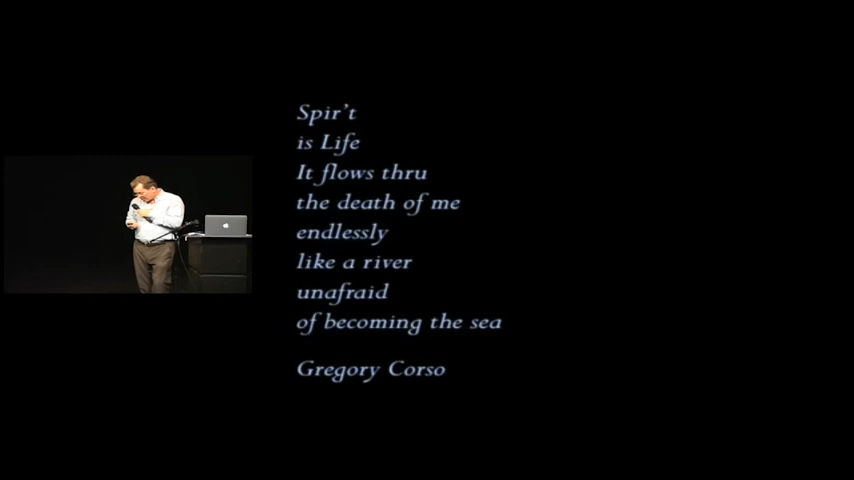 Spir't
is Life
It flows thru
the death of me
endlessly
like a river
unafraid
of becoming the sea
Gregory Corso